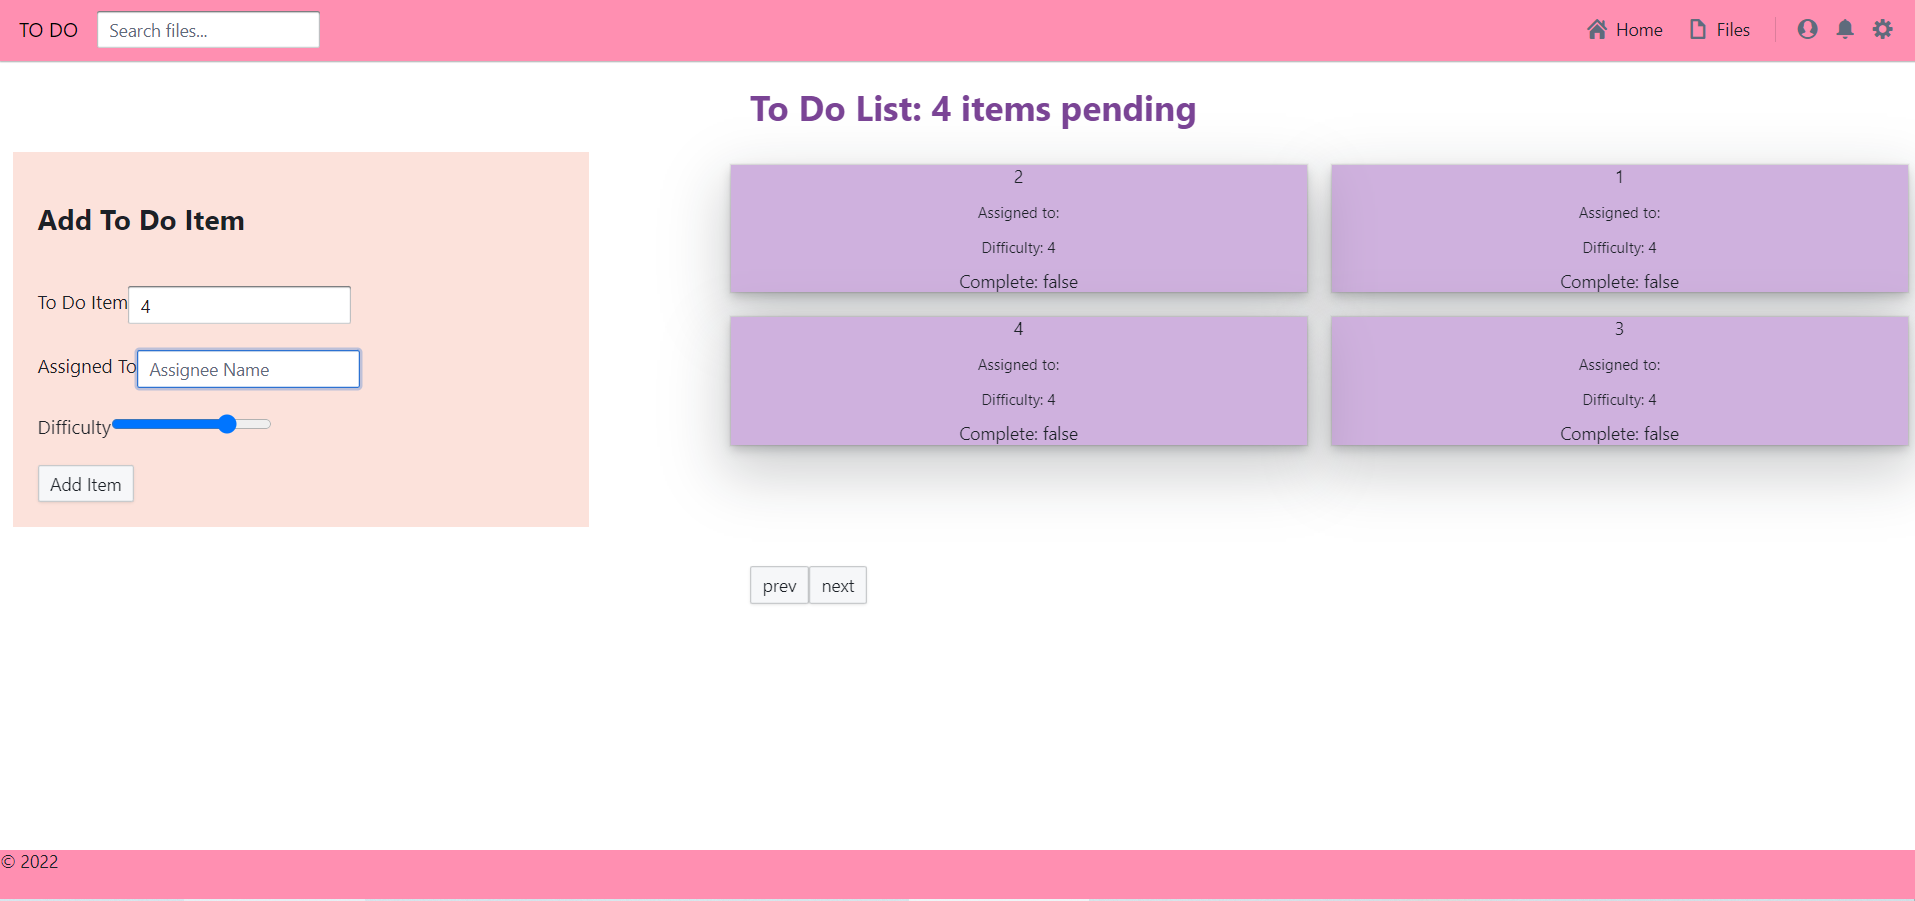 TO DO
Search files...
Home
Files
To Do List: 4 items pending
Add To Do Item
To Do Item
4
Assigned To
Assignee Name
Difficulty
Add Item
2
Assigned to:
Difficulty: 4
Complete: false
1
Assigned to:
Difficulty: 4
Complete: false
4
Assigned to:
Difficulty: 4
Complete: false
3
Assigned to:
Difficulty: 4
Complete: false
prev
next
© 2022